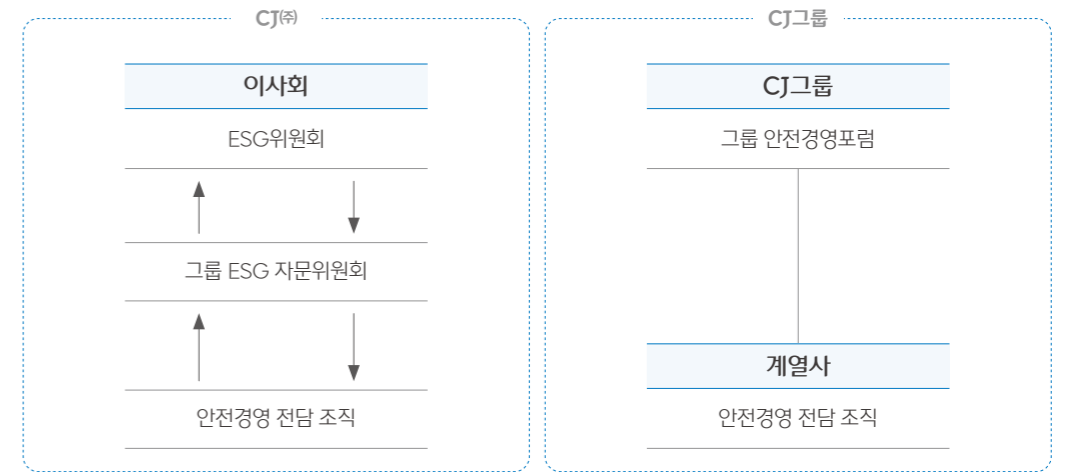 CJ㈜
이사회
ESG위원회
그룹 ESG 자문위원회
안전경영 전담 조직
CJ그룹
CJ그룹
그룹 안전경영포럼
계열사
안전경영 전담 조직